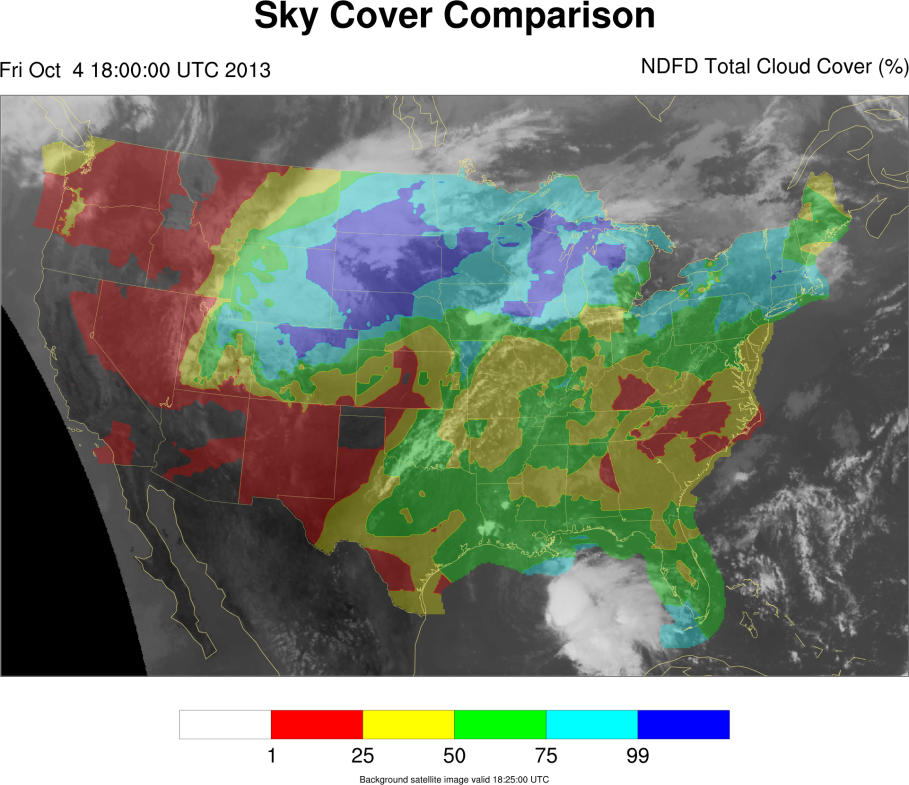 Sky Cover Comparison
Fri Oct  4 18:00:00 UTC 2013
NDFD Total Cloud Cover (%)
1 25 50 75 99
Background satellite image valid 18:25:00 UTC